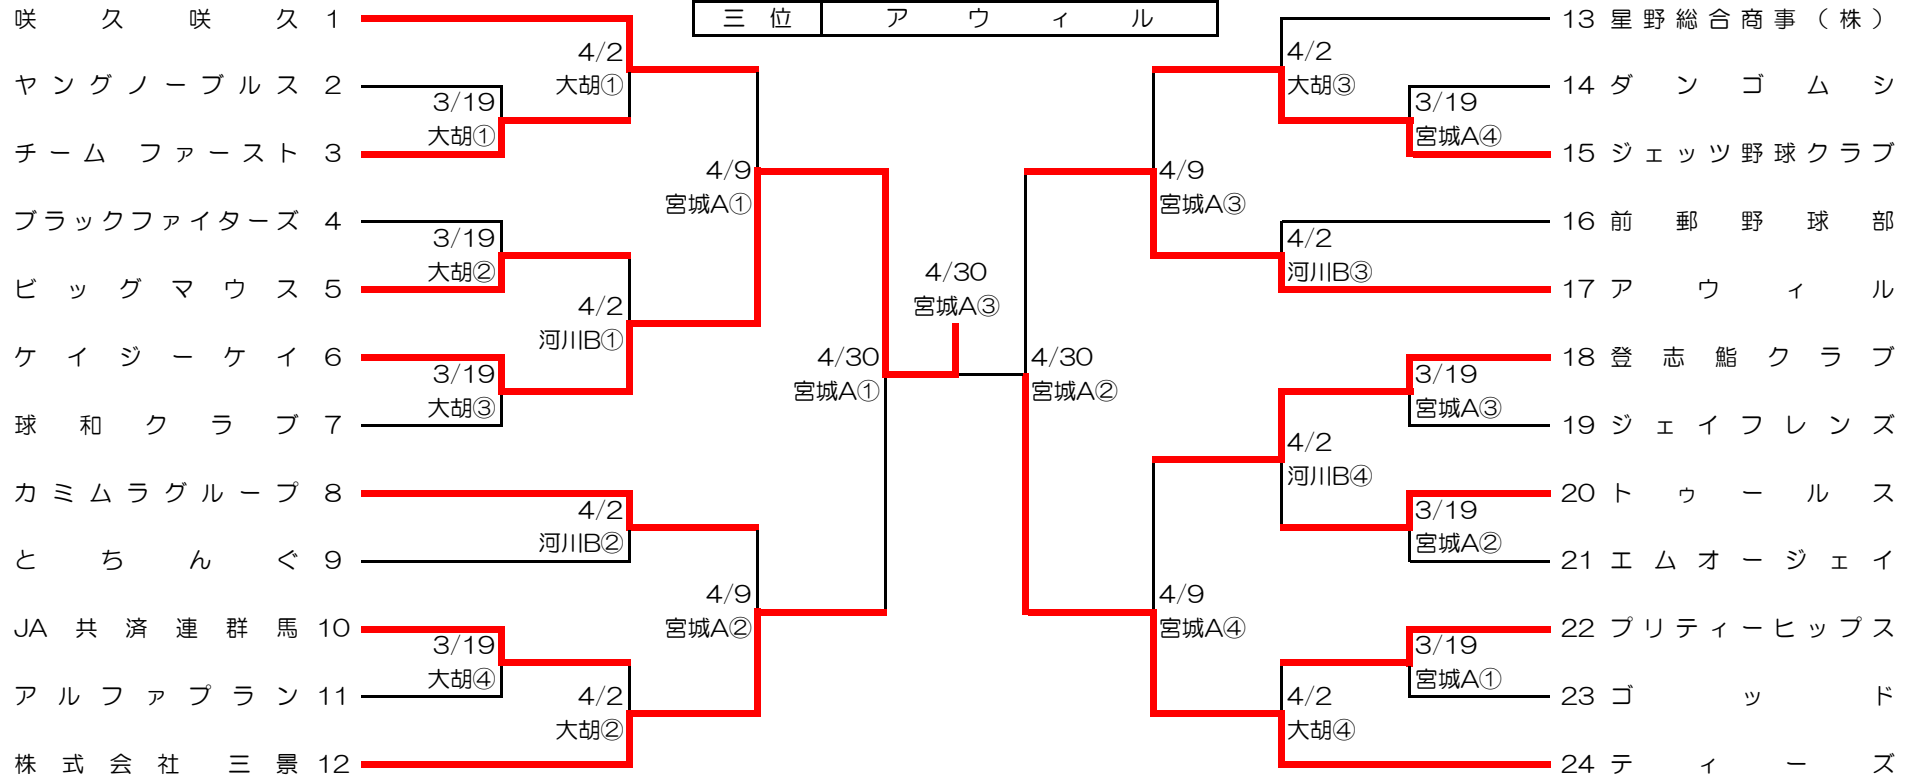 三位 アウィル
咲久咲久 1
4/2
大胡①
ヤングノーブルス 2
3/19
大胡①
チーム ファースト 3
4/9
宮城A①
ブラックファイターズ 4
3/19
大胡②
ビッグマウス 5
4/2
河川B①
ケイジーケイ 6
3/19
大胡③
球和クラブ 7
4/30
宮城A①
カミムラグループ 8
4/2
河川B②
とちんぐ 9
4/9
宮城A②
JA共済連群馬 10
3/19
大胡④
アルファプラン 11
4/2
大胡②
株式会社 三景 12
4/30
宮城A③
13 星野総合商事(株)
4/2
大胡③
14 ダンゴムシ
3/19
宮城A④
15 ジェッツ野球クラブ
4/9
宮城A③
16 前郵野球部
4/2
河川B③
17 アウィル
4/30
宮城A②
18 登志鮨クラブ
3/19
宮城A③
19 ジェイフレンズ
4/2
河川B④
20 トゥールス
3/19
宮城A②
21 エムオージェイ
4/9
宮城A④
22 プリティーヒップス
3/19
宮城A①
23 ゴッド
4/2
大胡④
24 ティーズ